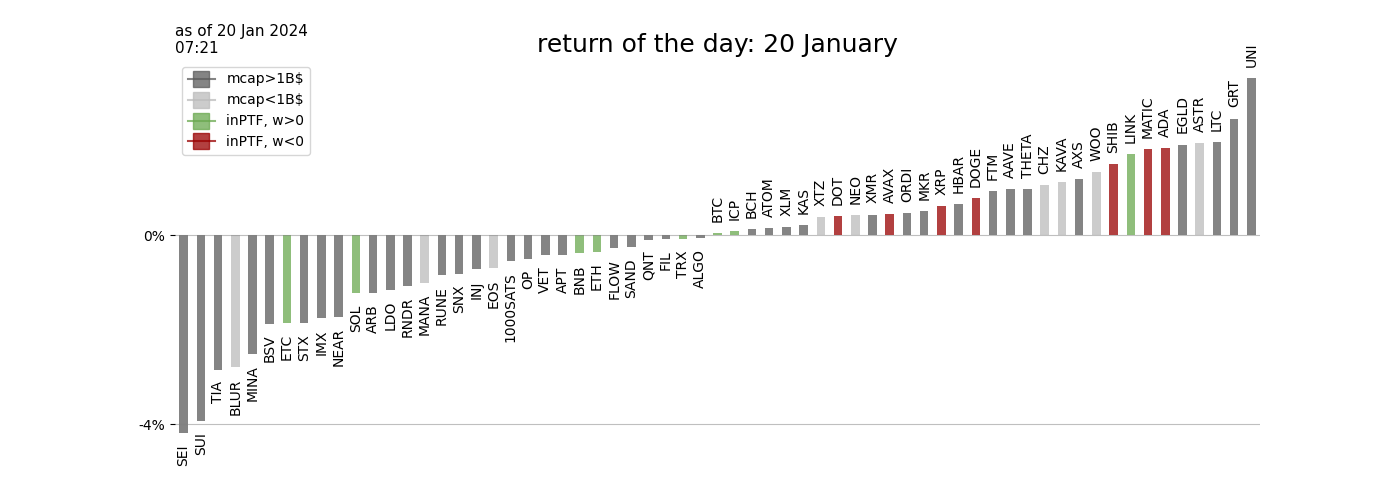 as of 20 Jan 2024
07:21
return of the day: 20 January
mcap>1B$
mcap<1B$
inPTF, w>0
inPTF, w<0
0%
-4%
SEI
SUI
TIA
BLUR
MINA
BSV
ETC
STX
IMX
NEAR
SOL
ARB
LDO
RNDR
MANA
RUNE
SNX
INJ
EOS
1000SATS
OP
VET
APT
BNB
ETH
FLOW
SAND
QNT
FIL
TRX
ALGO
BTC
ICP
BCH
ATOM
XLM
KAS
XTZ
DOT
NEO
XMR
AVAX
ORDI
MKR
XRP
HBAR
DOGE
FTM
AAVE
THETA
CHZ
KAVA
AXS
WOO
SHIB
LINK
MATIC
ADA
EGLD
ASTR
LTC
GRT
UNI